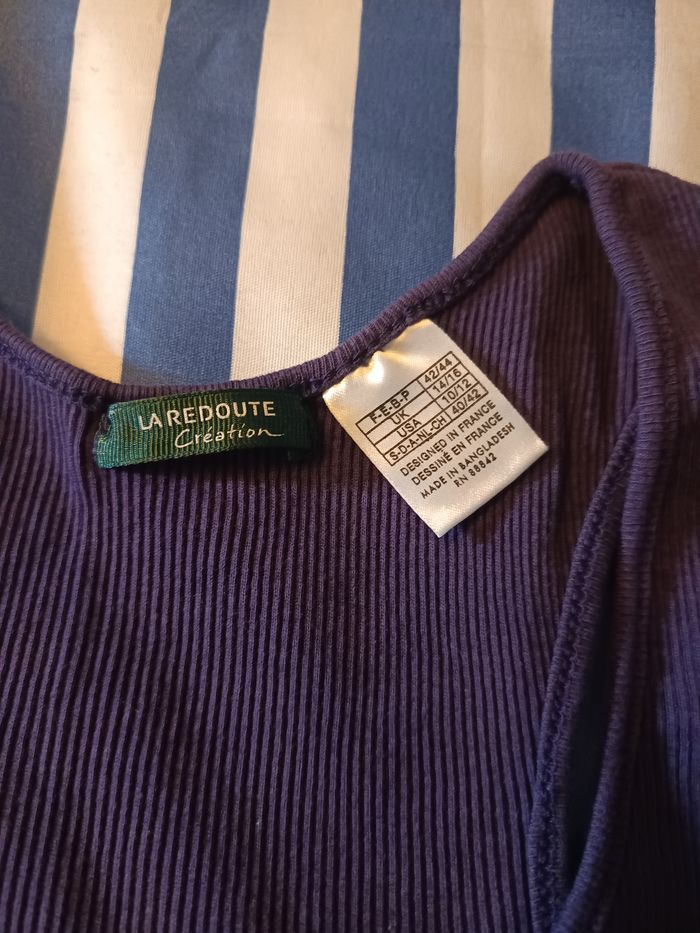 LA REDOUTE
Création
F-E-B-P 42/44
UK 14/16
USA 10/12
S-D-A-NL-CH 40/42
DESIGNED IN FRANCE
DESSINÉ EN FRANCE
MADE IN BANGLADESH
RN 88842